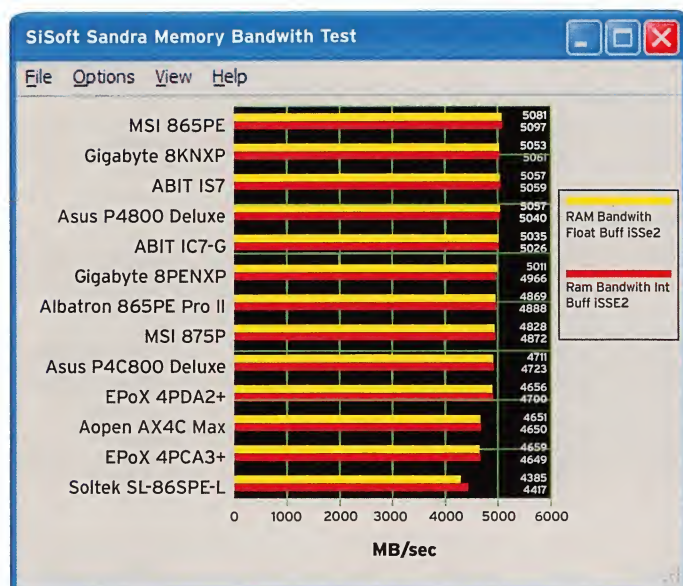 SiSoft Sandra Memory Bandwith Test
File Options View Help
MSI 865PE 5081
5097
Gigabyte 8KNXP 5053
5061
ABIT IS7 5057
5059
Asus P4800 Deluxe 5057
5040
ABIT IC7-G 5035
5026
Gigabyte 8PENXP 5011
4966
Albatron 865PE Pro II 4869
4888
MSI 875P 4828
4872
Asus P4C800 Deluxe 4711
4723
EPoX 4PDA2+ 4656
4700
Aopen AX4C Max 4651
4650
EPoX 4PCA3+ 4659
4649
Soltek SL-86SPE-L 4385
4417
0 1000 2000 3000 4000 5000 6000
MB/sec
RAM Bandwith
Float Buff iSSe2
Ram Bandwith Int
Buff iSSE2